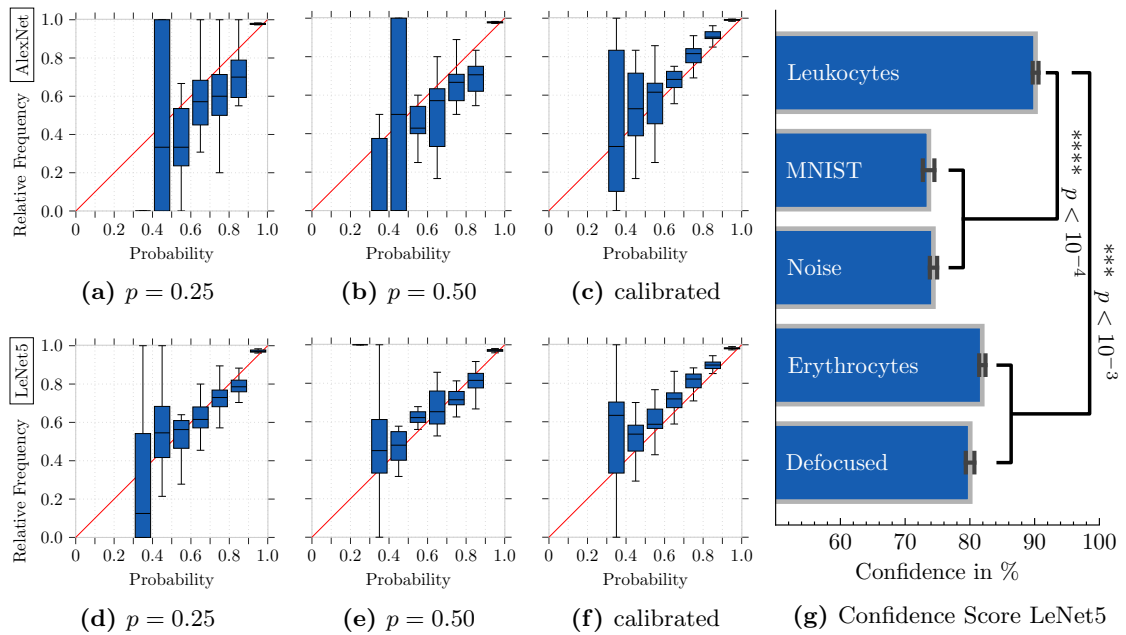 AlexNet
Relative Frequency
1.0
0.8
0.6
0.4
0.2
0.0
0 0.2 0.4 0.6 0.8 1.0
Probability
(a) p = 0.25
0 0.2 0.4 0.6 0.8 1.0
Probability
(b) p = 0.50
0 0.2 0.4 0.6 0.8 1.0
Probability
(c) calibrated
LeNet5
Relative Frequency
1.0
0.8
0.6
0.4
0.2
0.0
0 0.2 0.4 0.6 0.8 1.0
Probability
(d) p = 0.25
0 0.2 0.4 0.6 0.8 1.0
Probability
(e) p = 0.50
0 0.2 0.4 0.6 0.8 1.0
Probability
(f) calibrated
Leukocytes
MNIST
Noise
Erythrocytes
Defocused
**** p < 10⁻⁴
*** p < 10⁻³
60 70 80 90 100
Confidence in %
(g) Confidence Score LeNet5